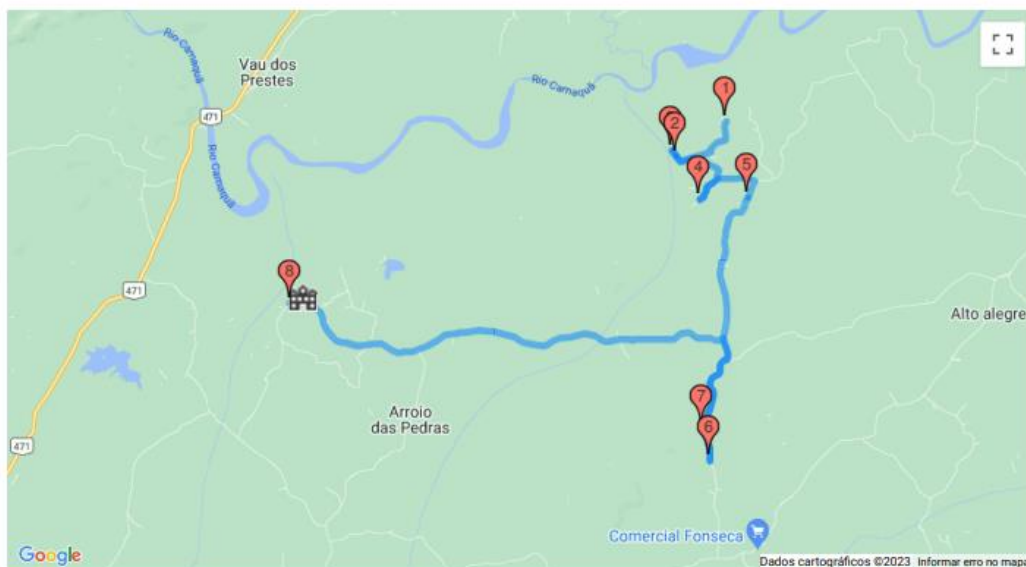 Rio Camaquã
Vau dos
Prestes
471
Rio Camaquã
Rio Camaquã
1
2
4
5
8
471
Alto alegre
7
6
Arroio
das Pedras
471
Comercial Fonseca
Google
Dados cartográficos ©2023 Informar erro no mapa